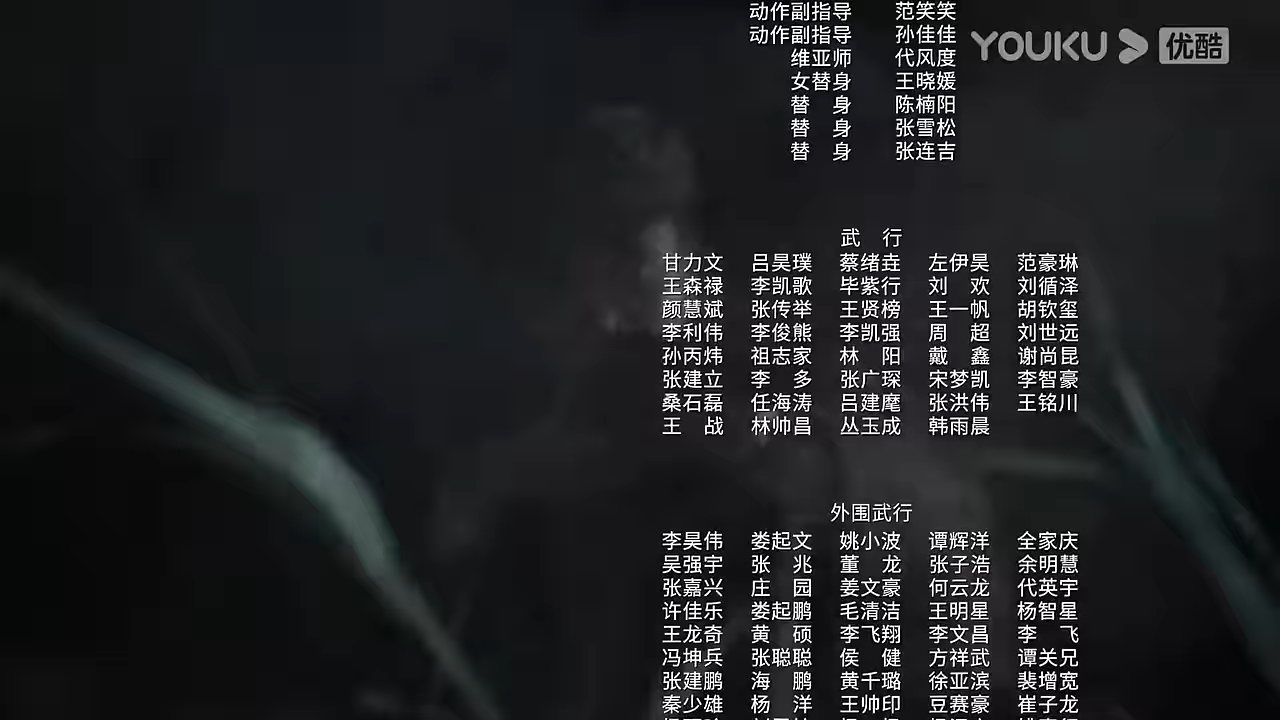 动作副指导 范笑笑
动作副指导 孙佳佳
维亚师 代风度
女替身 王晓媛
替 身 陈楠阳
替 身 张雪松
替 身 张连吉
YOUKU 优酷
武 行
甘力文 吕昊璞 蔡绪垚 左伊昊 范豪琳
王森禄 李凯歌 毕紫行 刘 欢 刘循泽
颜慧斌 张传举 王贤榜 王一帆 胡钦玺
李利伟 李俊熊 李凯强 周 超 刘世远
孙丙炜 祖志家 林 阳 戴 鑫 谢尚昆
张建立 李 多 张广琛 宋梦凯 李智豪
桑石磊 任海涛 吕建麾 张洪伟 王铭川
王 战 林帅昌 丛玉成 韩雨晨
外围武行
李昊伟 娄起文 姚小波 谭辉洋 全家庆
吴强宇 张 兆 董 龙 张子浩 余明慧
张嘉兴 庄 园 姜文豪 何云龙 代英宇
许佳乐 娄起鹏 毛清洁 王明星 杨智星
王龙奇 黄 硕 李飞翔 李文昌 李 飞
冯坤兵 张聪聪 侯 健 方祥武 谭关兄
张建鹏 海 鹏 黄千璐 徐亚滨 裴增宽
秦少雄 杨 洋 王帅印 豆赛豪 崔子龙